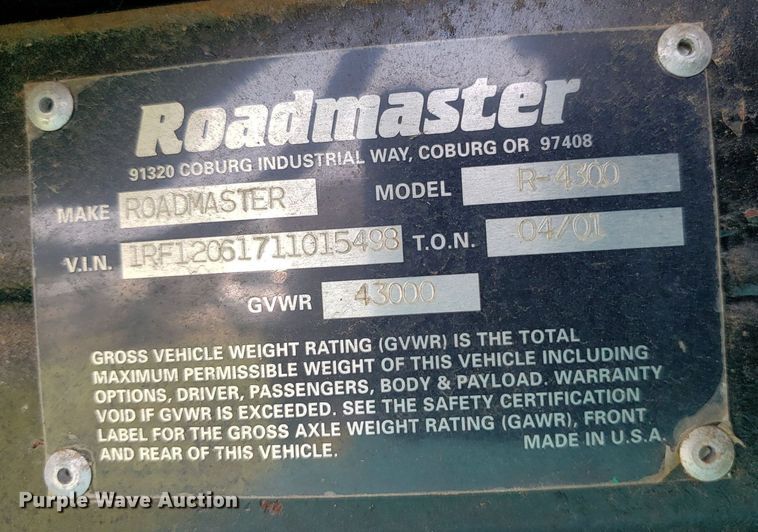 Roadmaster
91320 COBURG INDUSTRIAL WAY, COBURG OR 97408
MAKE ROADMASTER MODEL R-4300
V.I.N. 1RF12061711015498 T.O.N. 04/01
GVWR 43000
GROSS VEHICLE WEIGHT RATING (GVWR) IS THE TOTAL
MAXIMUM PERMISSIBLE WEIGHT OF THIS VEHICLE INCLUDING
OPTIONS, DRIVER, PASSENGERS, BODY & PAYLOAD. WARRANTY
VOID IF GVWR IS EXCEEDED. SEE THE SAFETY CERTIFICATION
LABEL FOR THE GROSS AXLE WEIGHT RATING (GAWR), FRONT
AND REAR OF THIS VEHICLE. MADE IN U.S.A.
Purple Wave Auction